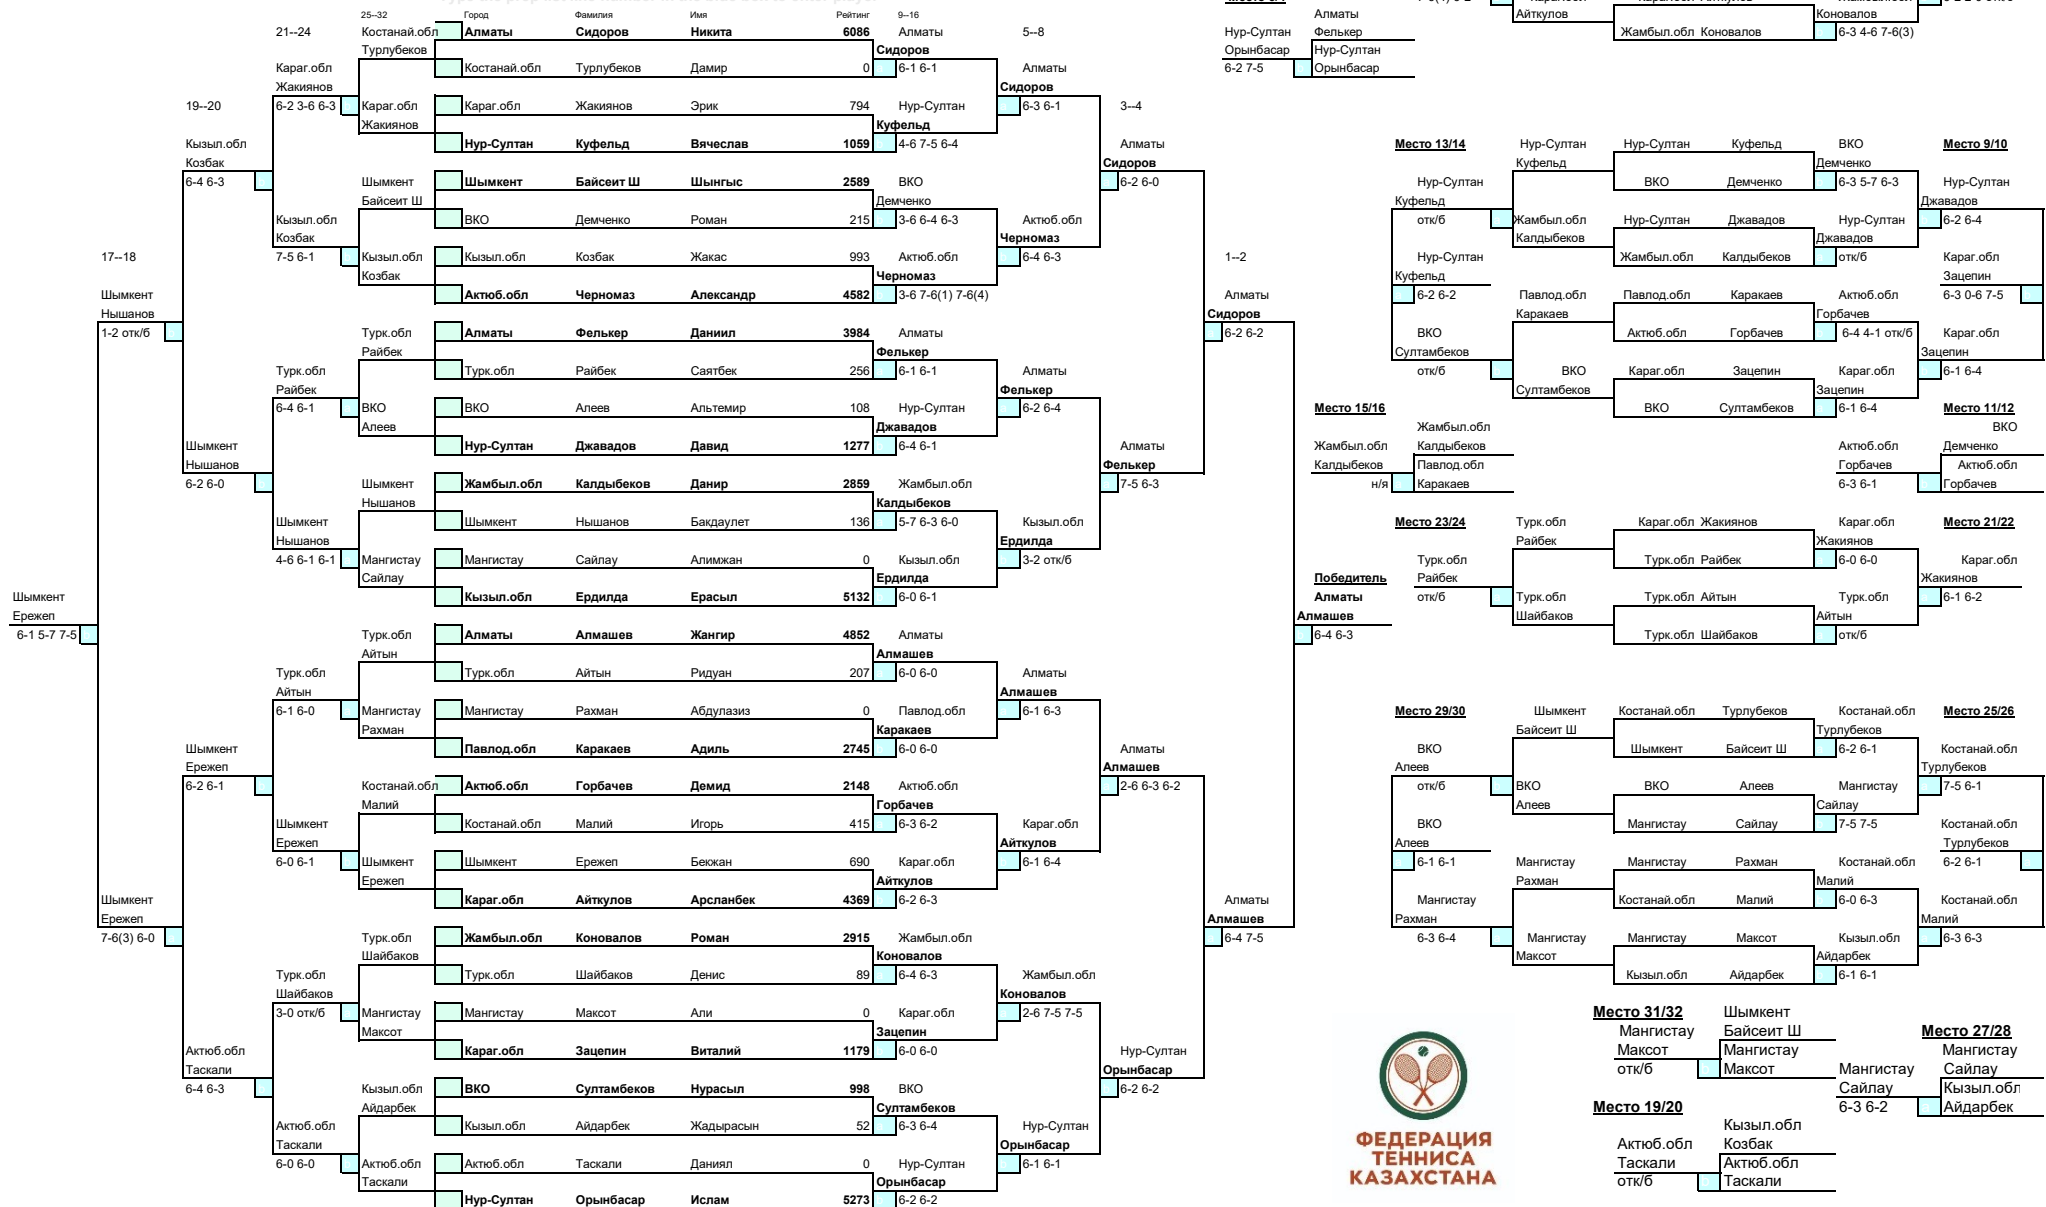 25--32 Город Фамилия Имя Рейтинг 9--16
21--24 Костанай.обл Алматы Сидоров Никита 6086 Алматы 5--8
Турлубеков Сидоров
Караг.обл Костанай.обл Турлубеков Дамир 0 6-1 6-1 Алматы
Жакиянов Сидоров
19--20 6-2 3-6 6-3 Караг.обл Караг.обл Жакиянов Эрик 794 Нур-Султан 6-3 6-1 3--4
Жакиянов Куфельд
Кызыл.обл Нур-Султан Куфельд Вячеслав 1059 4-6 7-5 6-4 Алматы
Козбак Сидоров
6-4 6-3 Шымкент Шымкент Байсеит Ш Шынгыс 2589 ВКО 6-2 6-0
Байсеит Ш Демченко
Кызыл.обл ВКО Демченко Роман 215 3-6 6-4 6-3 Актюб.обл
Козбак Черномаз
17--18 7-5 6-1 Кызыл.обл Кызыл.обл Козбак Жакас 993 Актюб.обл 6-4 6-3 1--2
Козбак Черномаз
Шымкент Актюб.обл Черномаз Александр 4582 3-6 7-6(1) 7-6(4) Алматы
Нышанов Сидоров
1-2 отк/б Турк.обл Алматы Фелькер Даниил 3984 Алматы 6-2 6-2
Райбек Фелькер
Турк.обл Турк.обл Райбек Саятбек 256 6-1 6-1 Алматы
Райбек Фелькер
6-4 6-1 ВКО ВКО Алеев Альтемир 108 Нур-Султан 6-2 6-4
Алеев Джавадов
Шымкент Нур-Султан Джавадов Давид 1277 6-4 6-1 Алматы
Нышанов Фелькер
6-2 6-0 Шымкент Жамбыл.обл Калдыбеков Данир 2859 Жамбыл.обл 7-5 6-3
Нышанов Калдыбеков
Шымкент Шымкент Нышанов Бакдаулет 136 5-7 6-3 6-0 Кызыл.обл
Нышанов Ердилда
4-6 6-1 6-1 Мангистау Мангистау Сайлау Алимжан 0 Кызыл.обл 3-2 отк/б
Сайлау Ердилда Победитель
Шымкент Кызыл.обл Ердилда Ерасыл 5132 6-0 6-1 Алматы
Ережеп Алмашев
6-1 5-7 7-5 Турк.обл Алматы Алмашев Жангир 4852 Алматы 6-4 6-3
Айтын Алмашев
Турк.обл Турк.обл Айтын Ридуан 207 6-0 6-0 Алматы
Айтын Алмашев
6-1 6-0 Мангистау Мангистау Рахман Абдулазиз 0 Павлод.обл 6-1 6-3
Рахман Каракаев
Шымкент Павлод.обл Каракаев Адиль 2745 6-0 6-0 Алматы
Ережеп Алмашев
6-2 6-1 Костанай.обл Актюб.обл Горбачев Демид 2148 Актюб.обл 2-6 6-3 6-2
Малий Горбачев
Шымкент Костанай.обл Малий Игорь 415 6-3 6-2 Караг.обл
Ережеп Айткулов
6-0 6-1 Шымкент Шымкент Ережеп Бекжан 690 Караг.обл 6-1 6-4
Ережеп Айткулов
Шымкент Караг.обл Айткулов Арсланбек 4369 6-2 6-3 Алматы
Ережеп Алмашев
7-6(3) 6-0 Турк.обл Жамбыл.обл Коновалов Роман 2915 Жамбыл.обл 6-4 7-5
Шайбаков Коновалов
Турк.обл Турк.обл Шайбаков Денис 89 6-4 6-3 Жамбыл.обл
Шайбаков Коновалов
3-0 отк/б Мангистау Мангистау Максот Али 0 Караг.обл 2-6 7-5 7-5
Максот Зацепин
Актюб.обл Караг.обл Зацепин Виталий 1179 6-0 6-0 Нур-Султан
Таскали Орынбасар
6-4 6-3 Кызыл.обл ВКО Султамбеков Нурасыл 998 ВКО 6-2 6-2
Айдарбек Султамбеков
Актюб.обл Кызыл.обл Айдарбек Жадырасын 52 6-3 6-4 Нур-Султан
Таскали Орынбасар
6-0 6-0 Актюб.обл Актюб.обл Таскали Даниял 0 Нур-Султан 6-1 6-1
Таскали Орынбасар
Нур-Султан Орынбасар Ислам 5273 6-2 6-2
Алматы Айткулов Коновалов
Нур-Султан Фелькер Жамбыл.обл Коновалов 6-3 4-6 7-6(3)
Орынбасар Нур-Султан
6-2 7-5 Орынбасар
Место 13/14 Нур-Султан Нур-Султан Куфельд ВКО Место 9/10
Куфельд Демченко
Нур-Султан ВКО Демченко 6-3 5-7 6-3 Нур-Султан
Куфельд Джавадов
отк/б Жамбыл.обл Нур-Султан Джавадов Нур-Султан 6-2 6-4
Калдыбеков Джавадов
Нур-Султан Жамбыл.обл Калдыбеков отк/б Караг.обл
Куфельд Зацепин
6-2 6-2 Павлод.обл Павлод.обл Каракаев Актюб.обл 6-3 0-6 7-5
Каракаев Горбачев
ВКО Актюб.обл Горбачев 6-4 4-1 отк/б Караг.обл
Султамбеков Зацепин
отк/б ВКО Караг.обл Зацепин Караг.обл 6-1 6-4
Султамбеков Зацепин
Место 15/16 ВКО Султамбеков 6-1 6-4 Место 11/12
Жамбыл.обл ВКО
Жамбыл.обл Калдыбеков Актюб.обл Демченко
Калдыбеков Павлод.обл Горбачев Актюб.обл
н/я Каракаев 6-3 6-1 Горбачев
Место 23/24 Турк.обл Караг.обл Жакиянов Караг.обл Место 21/22
Райбек Жакиянов
Турк.обл Турк.обл Райбек 6-0 6-0 Караг.обл
Райбек Жакиянов
отк/б Турк.обл Турк.обл Айтын Турк.обл 6-1 6-2
Шайбаков Айтын
Турк.обл Шайбаков отк/б
Место 29/30 Шымкент Костанай.обл Турлубеков Костанай.обл Место 25/26
Байсеит Ш Турлубеков
ВКО Шымкент Байсеит Ш 6-2 6-1 Костанай.обл
Алеев Турлубеков
отк/б ВКО ВКО Алеев Мангистау 7-5 6-1
Алеев Сайлау
ВКО Мангистау Сайлау 7-5 7-5 Костанай.обл
Алеев Турлубеков
6-1 6-1 Мангистау Мангистау Рахман Костанай.обл 6-2 6-1
Рахман Малий
Мангистау Костанай.обл Малий 6-0 6-3 Костанай.обл
Рахман Малий
6-3 6-4 Мангистау Мангистау Максот Кызыл.обл 6-3 6-3
Максот Айдарбек
Кызыл.обл Айдарбек 6-1 6-1
Место 31/32 Шымкент
Мангистау Байсеит Ш Место 27/28
Максот Мангистау Мангистау
отк/б Максот Мангистау Сайлау
Сайлау Кызыл.обл
Место 19/20 6-3 6-2 Айдарбек
Кызыл.обл
Актюб.обл Козбак
Таскали Актюб.обл
отк/б Таскали
ФЕДЕРАЦИЯ
ТЕННИСА
КАЗАХСТАНА